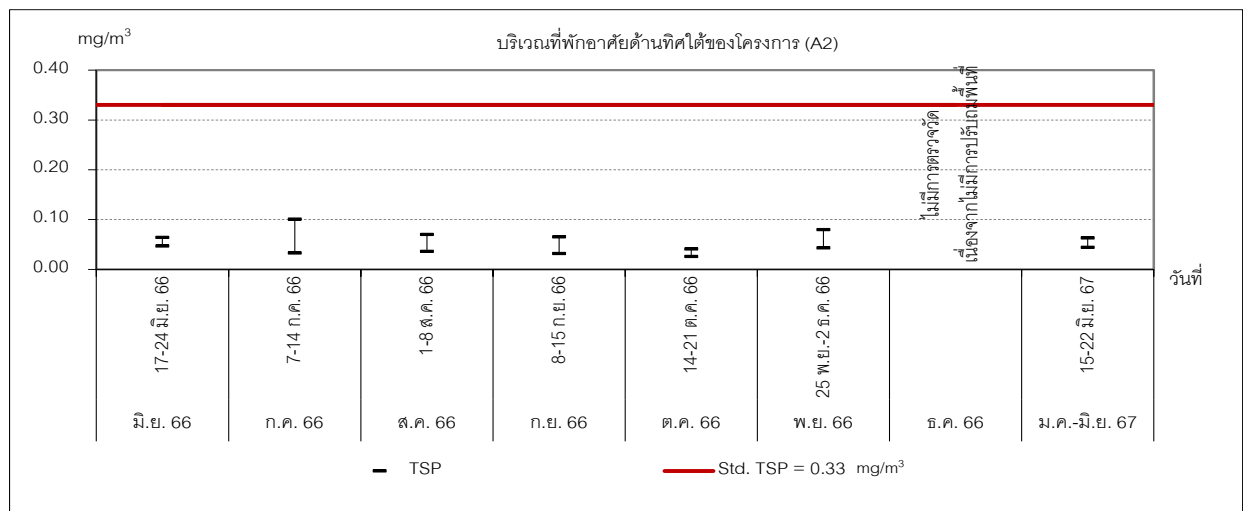 mg/m³
บริเวณที่พักอาศัยด้านทิศใต้ของโครงการ (A2)
0.40
0.30
0.20
0.10
0.00
ไม่มีการตรวจวัด
เนื่องจากไม่มีการปรับถมพื้นที่
วันที่
17-24 มิ.ย. 66
7-14 ก.ค. 66
1-8 ส.ค. 66
8-15 ก.ย. 66
14-21 ต.ค. 66
25 พ.ย.-2 ธ.ค. 66
15-22 มิ.ย. 67
มิ.ย. 66
ก.ค. 66
ส.ค. 66
ก.ย. 66
ต.ค. 66
พ.ย. 66
ธ.ค. 66
ม.ค.-มิ.ย. 67
TSP
Std. TSP = 0.33 mg/m³